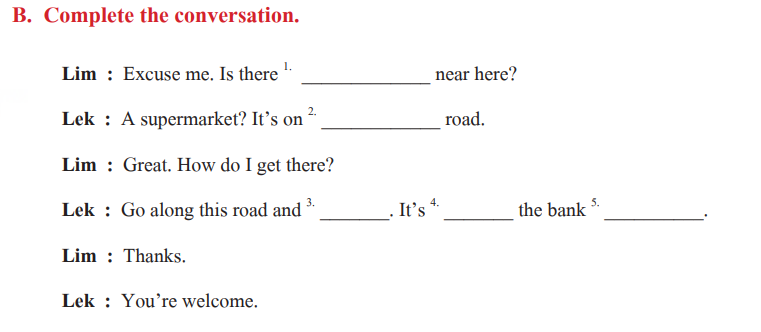 B. Complete the conversation.
Lim : Excuse me. Is there 1. _____________ near here?
Lek : A supermarket? It's on 2. ____________ road.
Lim : Great. How do I get there?
Lek : Go along this road and 3. _______. It's 4. _______ the bank 5. __________.
Lim : Thanks.
Lek : You're welcome.